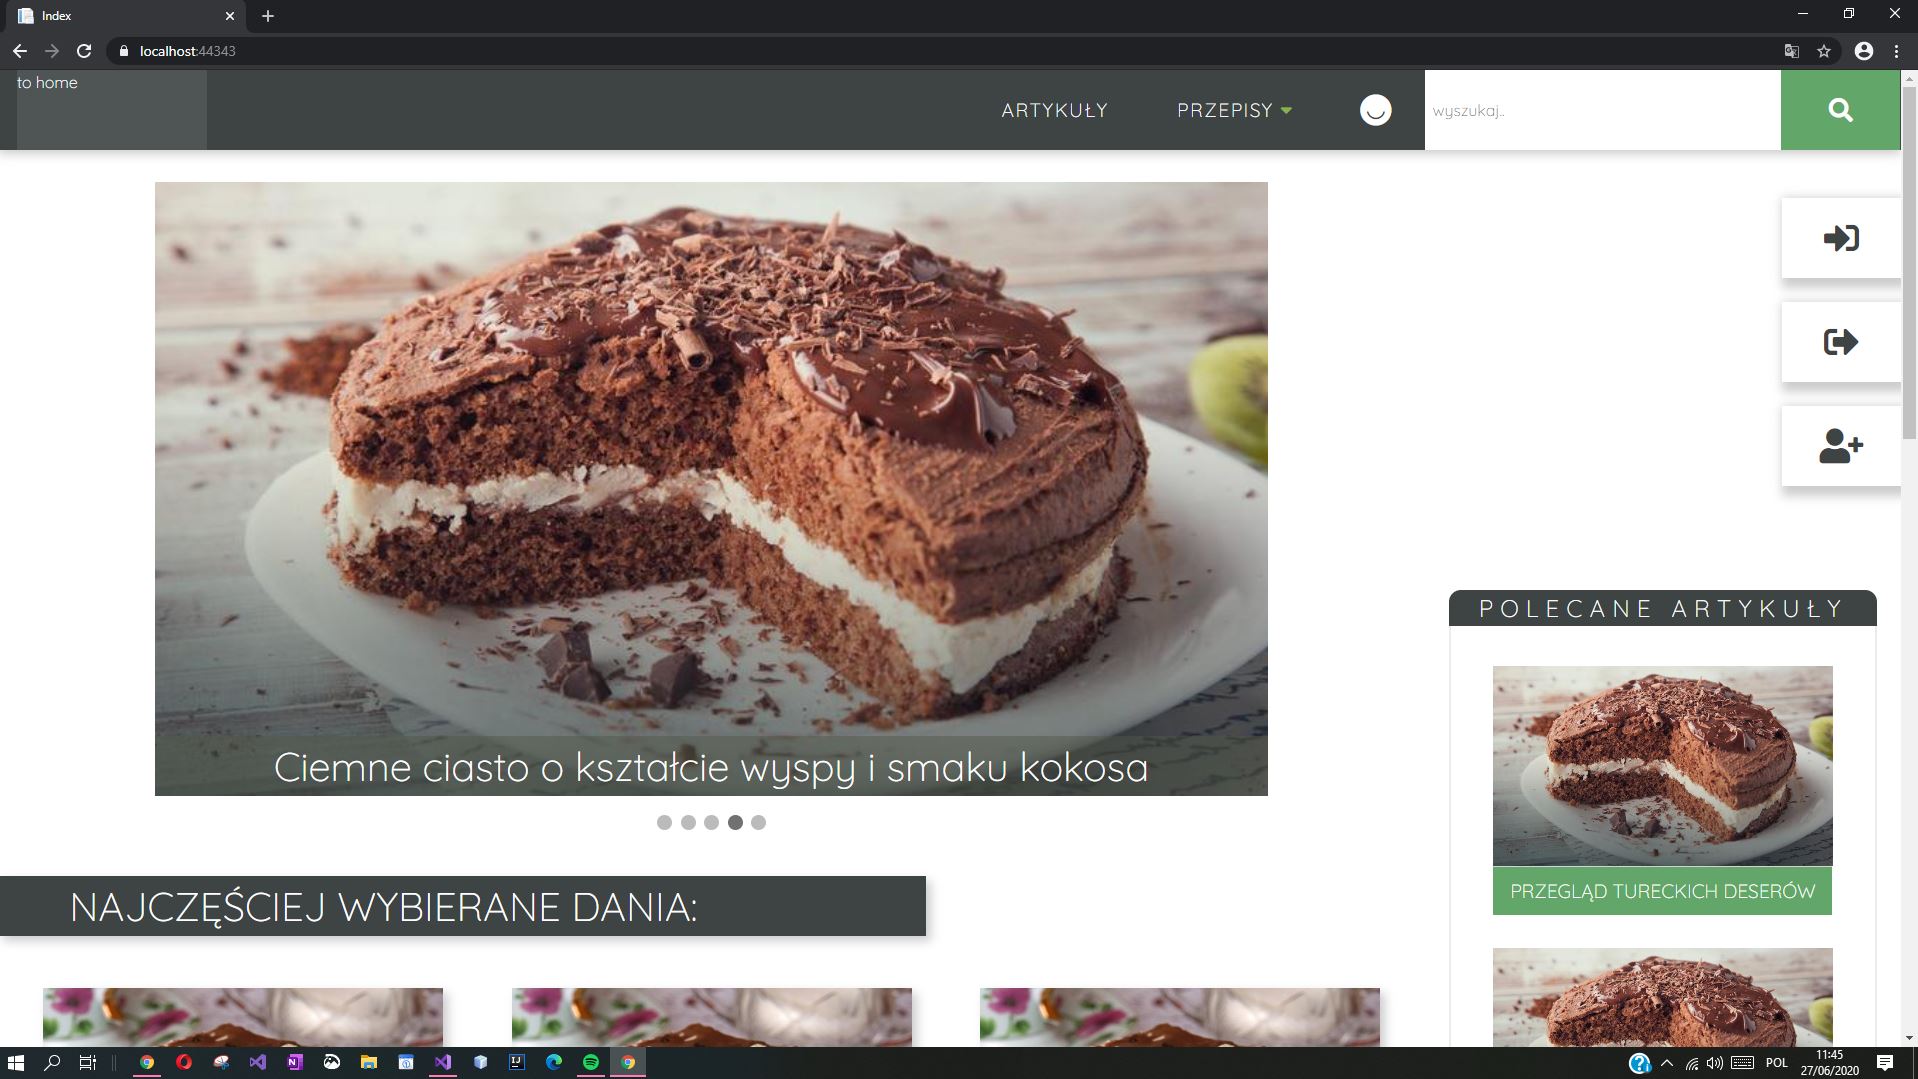 Index
localhost:44343
to home
ARTYKUŁY
PRZEPISY
wyszukaj..
Ciemne ciasto o kształcie wyspy i smaku kokosa
POLECANE ARTYKUŁY
PRZEGLĄD TURECKICH DESERÓW
NAJCZĘŚCIEJ WYBIERANE DANIA:
POL
11:45
27/06/2020